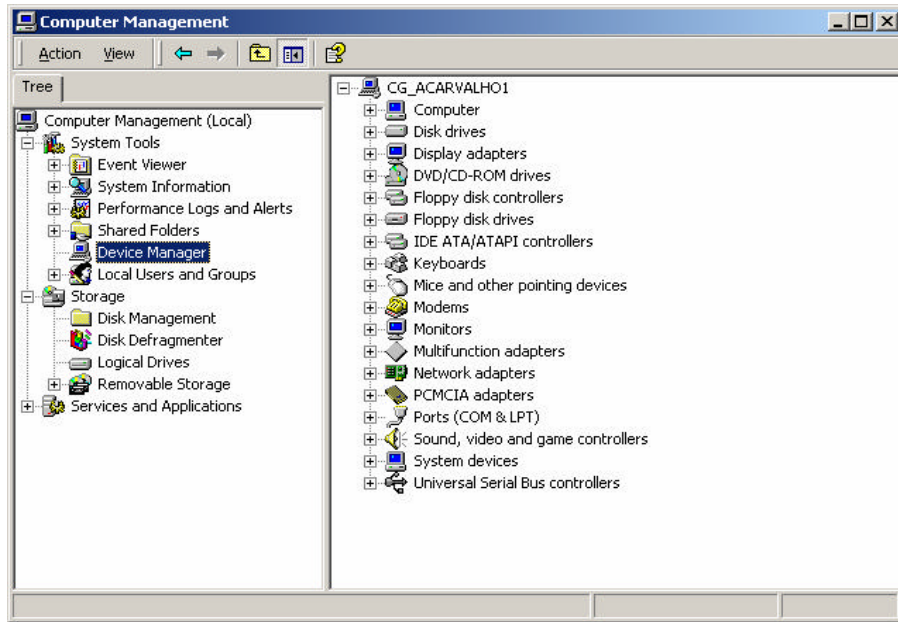 Computer Management
Action View
Tree
Computer Management (Local)
System Tools
Event Viewer
System Information
Performance Logs and Alerts
Shared Folders
Device Manager
Local Users and Groups
Storage
Disk Management
Disk Defragmenter
Logical Drives
Removable Storage
Services and Applications
CG_ACARVALHO1
Computer
Disk drives
Display adapters
DVD/CD-ROM drives
Floppy disk controllers
Floppy disk drives
IDE ATA/ATAPI controllers
Keyboards
Mice and other pointing devices
Modems
Monitors
Multifunction adapters
Network adapters
PCMCIA adapters
Ports (COM & LPT)
Sound, video and game controllers
System devices
Universal Serial Bus controllers